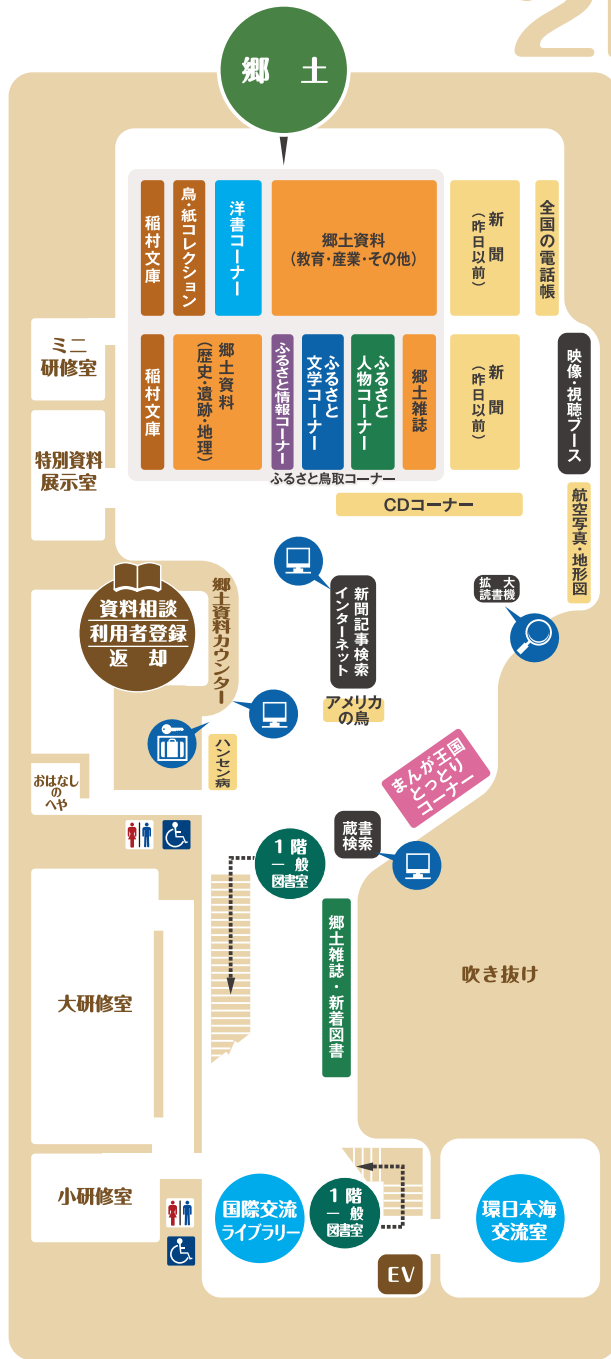 郷 土
稲村文庫
鳥・紙コレクション
洋書コーナー
郷土資料
(教育・産業・その他)
新聞
(昨日以前)
全国の電話帳
ミニ
研修室
稲村文庫
郷土資料
(歴史・遺跡・地理)
ふるさと情報コーナー
ふるさと
文学コーナー
ふるさと
人物コーナー
郷土雑誌
新聞
(昨日以前)
映像・視聴ブース
特別資料
展示室
ふるさと鳥取コーナー
CDコーナー
航空写真・地形図
資料相談
利用者登録
返 却
郷土資料カウンター
新聞記事検索
インターネット
拡大
読書機
アメリカ
の鳥
ハンセン病
おはなし
の
へや
まんが王国
とっとり
コーナー
蔵書
検索
1階
一般
図書室
郷土雑誌・新着図書
大研修室
吹き抜け
小研修室
国際交流
ライブラリー
1階
一般
図書室
環日本海
交流室
EV